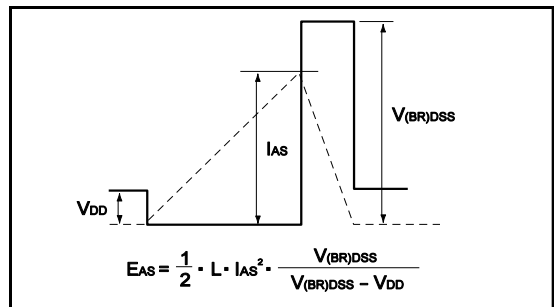 V(BR)DSS
IAS
VDD
EAS = 1/2 · L · IAS² · V(BR)DSS / (V(BR)DSS – VDD)